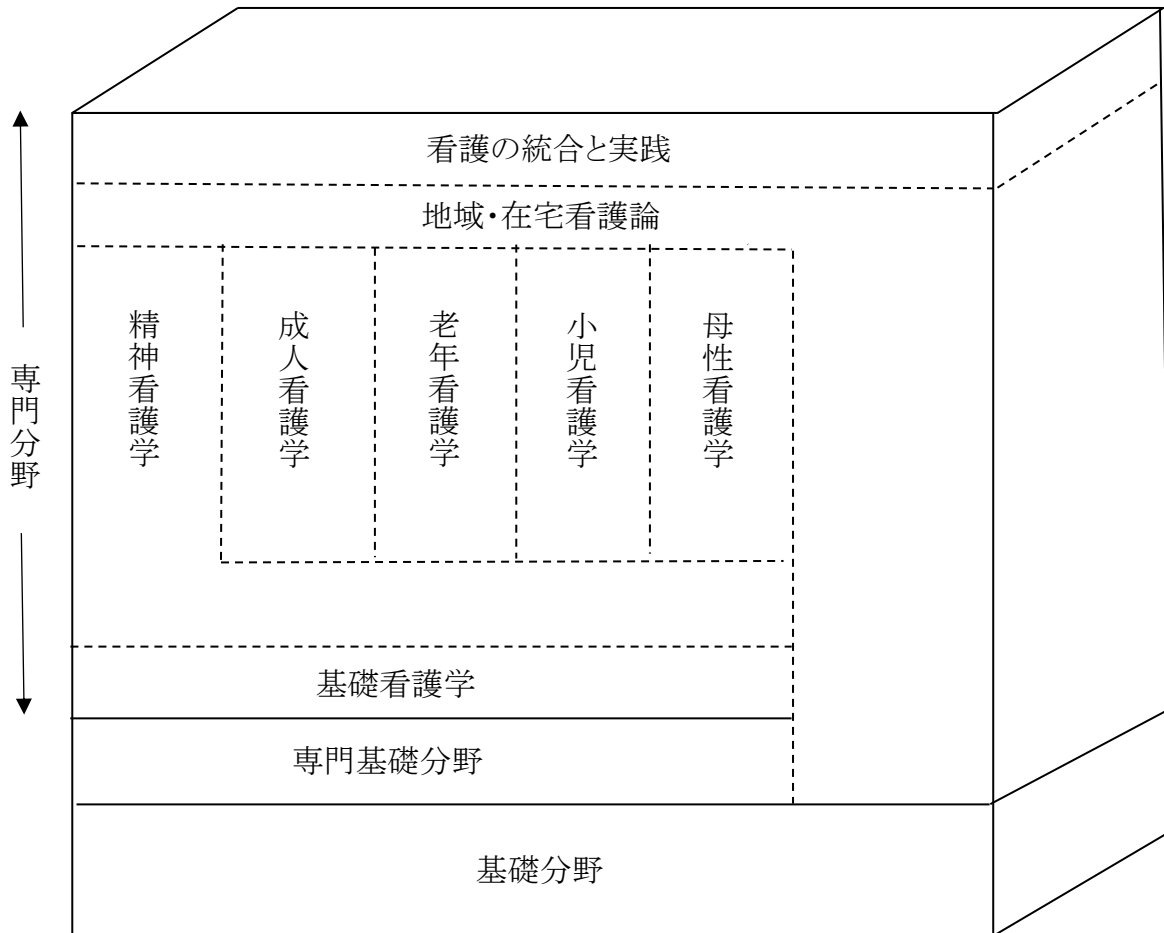 看護の統合と実践
地域・在宅看護論
精神看護学
成人看護学
老年看護学
小児看護学
母性看護学
専門分野
基礎看護学
専門基礎分野
基礎分野